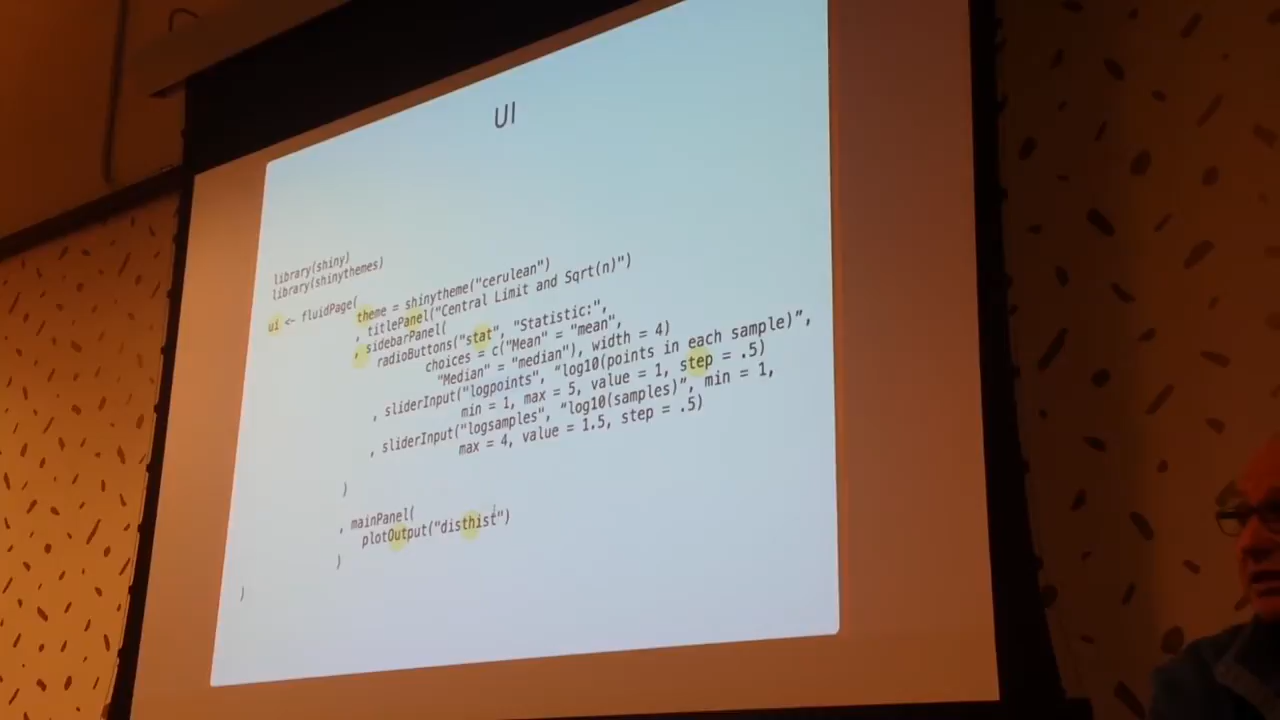 UI
library(shiny)
library(shinythemes)
ui <- fluidPage(
theme = shinytheme("cerulean")
, titlePanel("Central Limit and Sqrt(n)")
, sidebarPanel(
radioButtons("stat", "Statistic:",
choices = c("Mean" = "mean",
"Median" = "median"), width = 4)
, sliderInput("logpoints", "log10(points in each sample)",
min = 1, max = 5, value = 1, step = .5)
, sliderInput("logsamples", "log10(samples)", min = 1,
max = 4, value = 1.5, step = .5)
)
, mainPanel(
plotOutput("disthist")
)
)